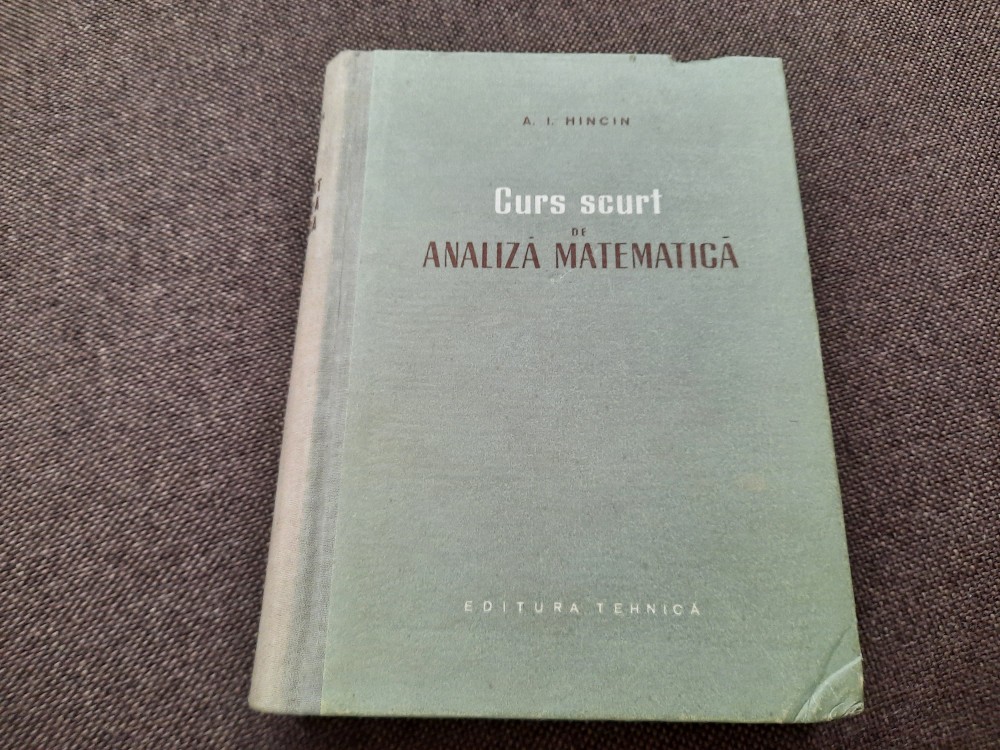 A. I. HINCIN
Curs scurt
DE
ANALIZĂ MATEMATICĂ
EDITURA TEHNICĂ